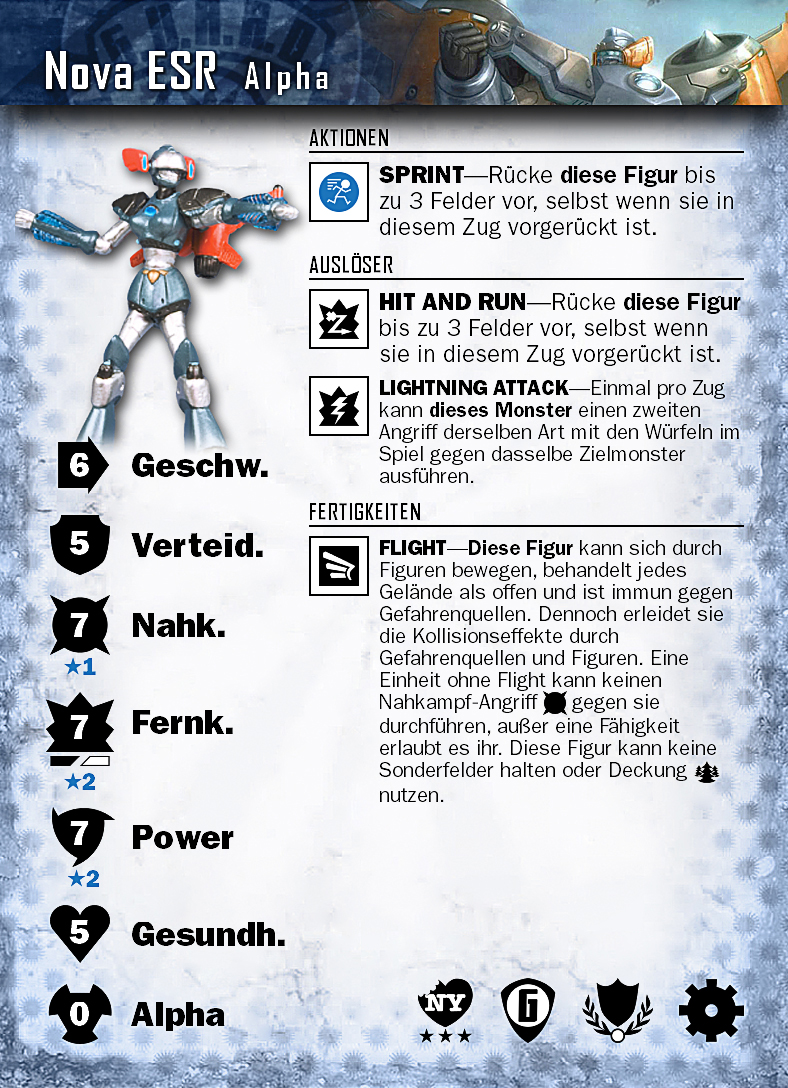 Nova ESR Alpha
AKTIONEN
SPRINT—Rücke diese Figur bis
zu 3 Felder vor, selbst wenn sie in
diesem Zug vorgerückt ist.
AUSLÖSER
HIT AND RUN—Rücke diese Figur
bis zu 3 Felder vor, selbst wenn
sie in diesem Zug vorgerückt ist.
LIGHTNING ATTACK—Einmal pro Zug
kann dieses Monster einen zweiten
Angriff derselben Art mit den Würfeln im
Spiel gegen dasselbe Zielmonster
ausführen.
FERTIGKEITEN
FLIGHT—Diese Figur kann sich durch
Figuren bewegen, behandelt jedes
Gelände als offen und ist immun gegen
Gefahrenquellen. Dennoch erleidet sie
die Kollisionseffekte durch
Gefahrenquellen und Figuren. Eine
Einheit ohne Flight kann keinen
Nahkampf-Angriff gegen sie
durchführen, außer eine Fähigkeit
erlaubt es ihr. Diese Figur kann keine
Sonderfelder halten oder Deckung
nutzen.
6 Geschw.
5 Verteid.
7 Nahk.
★1
7 Fernk.
★2
7 Power
★2
5 Gesundh.
0 Alpha
NY G
★★★